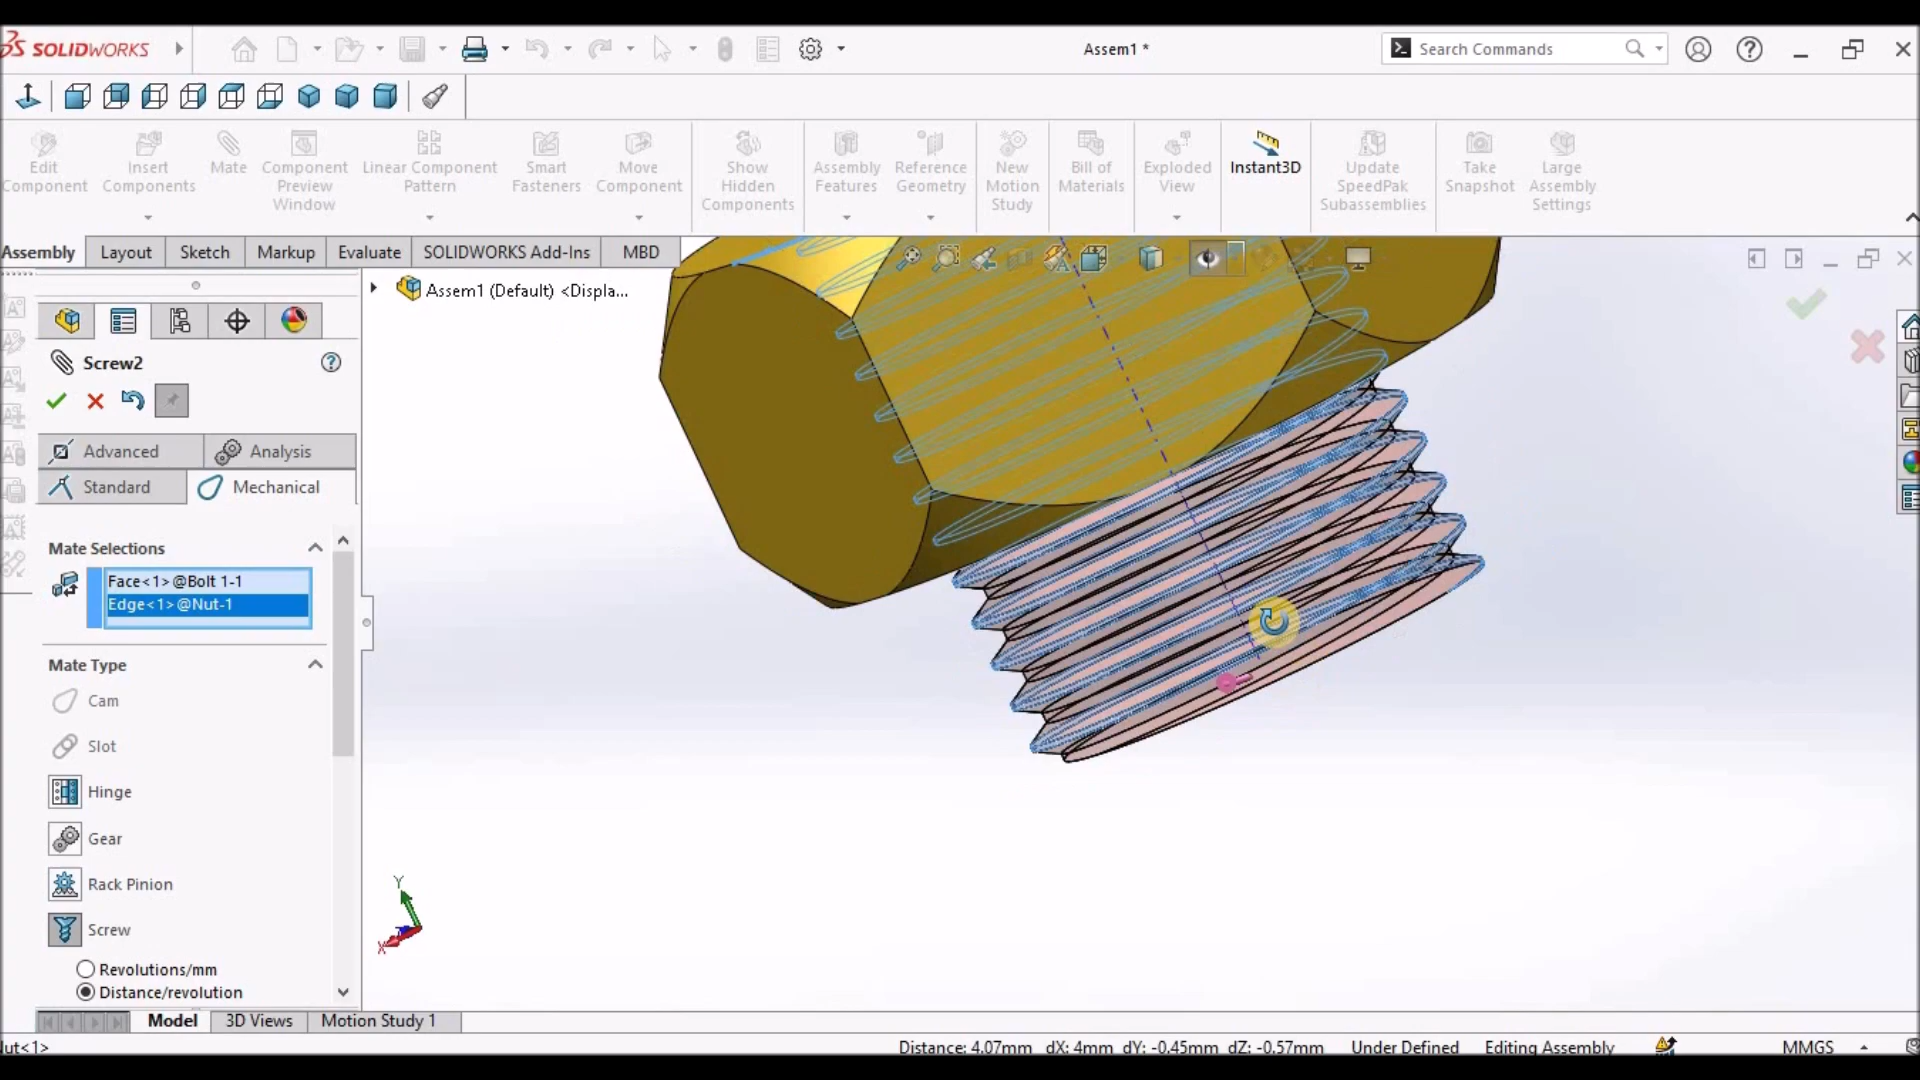 SOLIDWORKS
Assem1 *
Search Commands
Edit Component
Insert Components
Mate
Component Preview Window
Linear Component Pattern
Smart Fasteners
Move Component
Show Hidden Components
Assembly Features
Reference Geometry
New Motion Study
Bill of Materials
Exploded View
Instant3D
Update SpeedPak Subassemblies
Take Snapshot
Large Assembly Settings
Assembly
Layout
Sketch
Markup
Evaluate
SOLIDWORKS Add-Ins
MBD
Assem1 (Default) <Displa...
Screw2
Advanced
Analysis
Standard
Mechanical
Mate Selections
Face<1>@Bolt 1-1
Edge<1>@Nut-1
Mate Type
Cam
Slot
Hinge
Gear
Rack Pinion
Screw
Revolutions/mm
Distance/revolution
Y
X
Model
3D Views
Motion Study 1
ut<1>
Distance: 4.07mm dX: 4mm dY: -0.45mm dZ: -0.57mm
Under Defined
Editing Assembly
MMGS